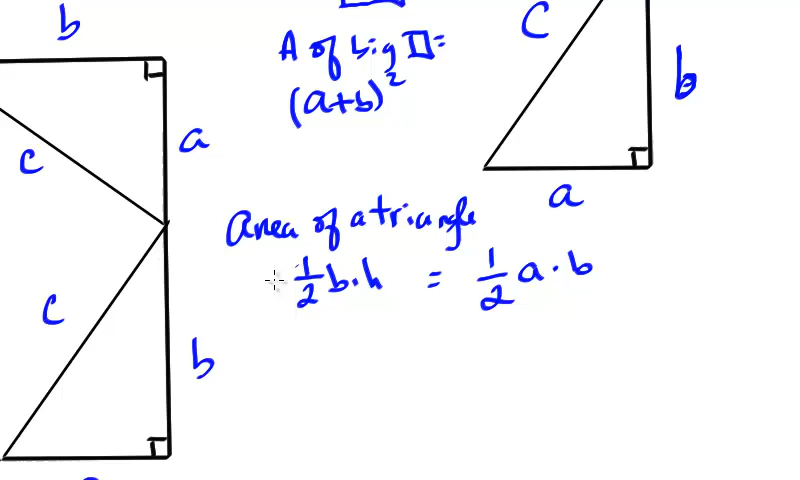 b
A of big □=
(a+b)²
C
b
a
c
a
Area of a triangle
½ b·h = ½ a·b
C
b